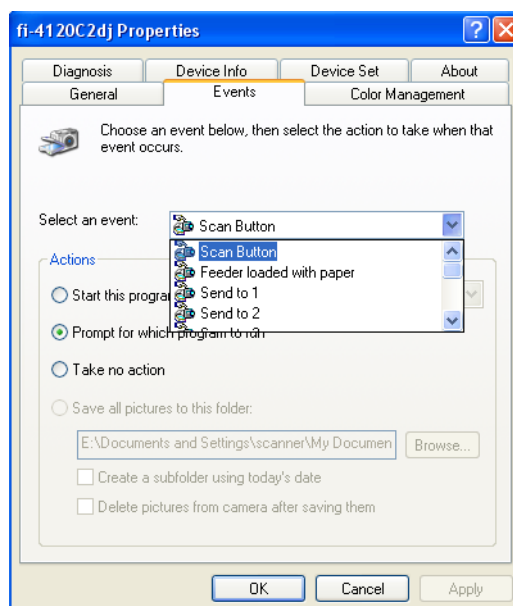 fi-4120C2dj Properties
Diagnosis Device Info Device Set About
General Events Color Management
Choose an event below, then select the action to take when that
event occurs.
Select an event: Scan Button
Scan Button
Actions
Feeder loaded with paper
Start this progra Send to 1
Send to 2
Prompt for which program to run
Take no action
Save all pictures to this folder:
E:\Documents and Settings\scanner\My Documen Browse...
Create a subfolder using today's date
Delete pictures from camera after saving them
OK Cancel Apply